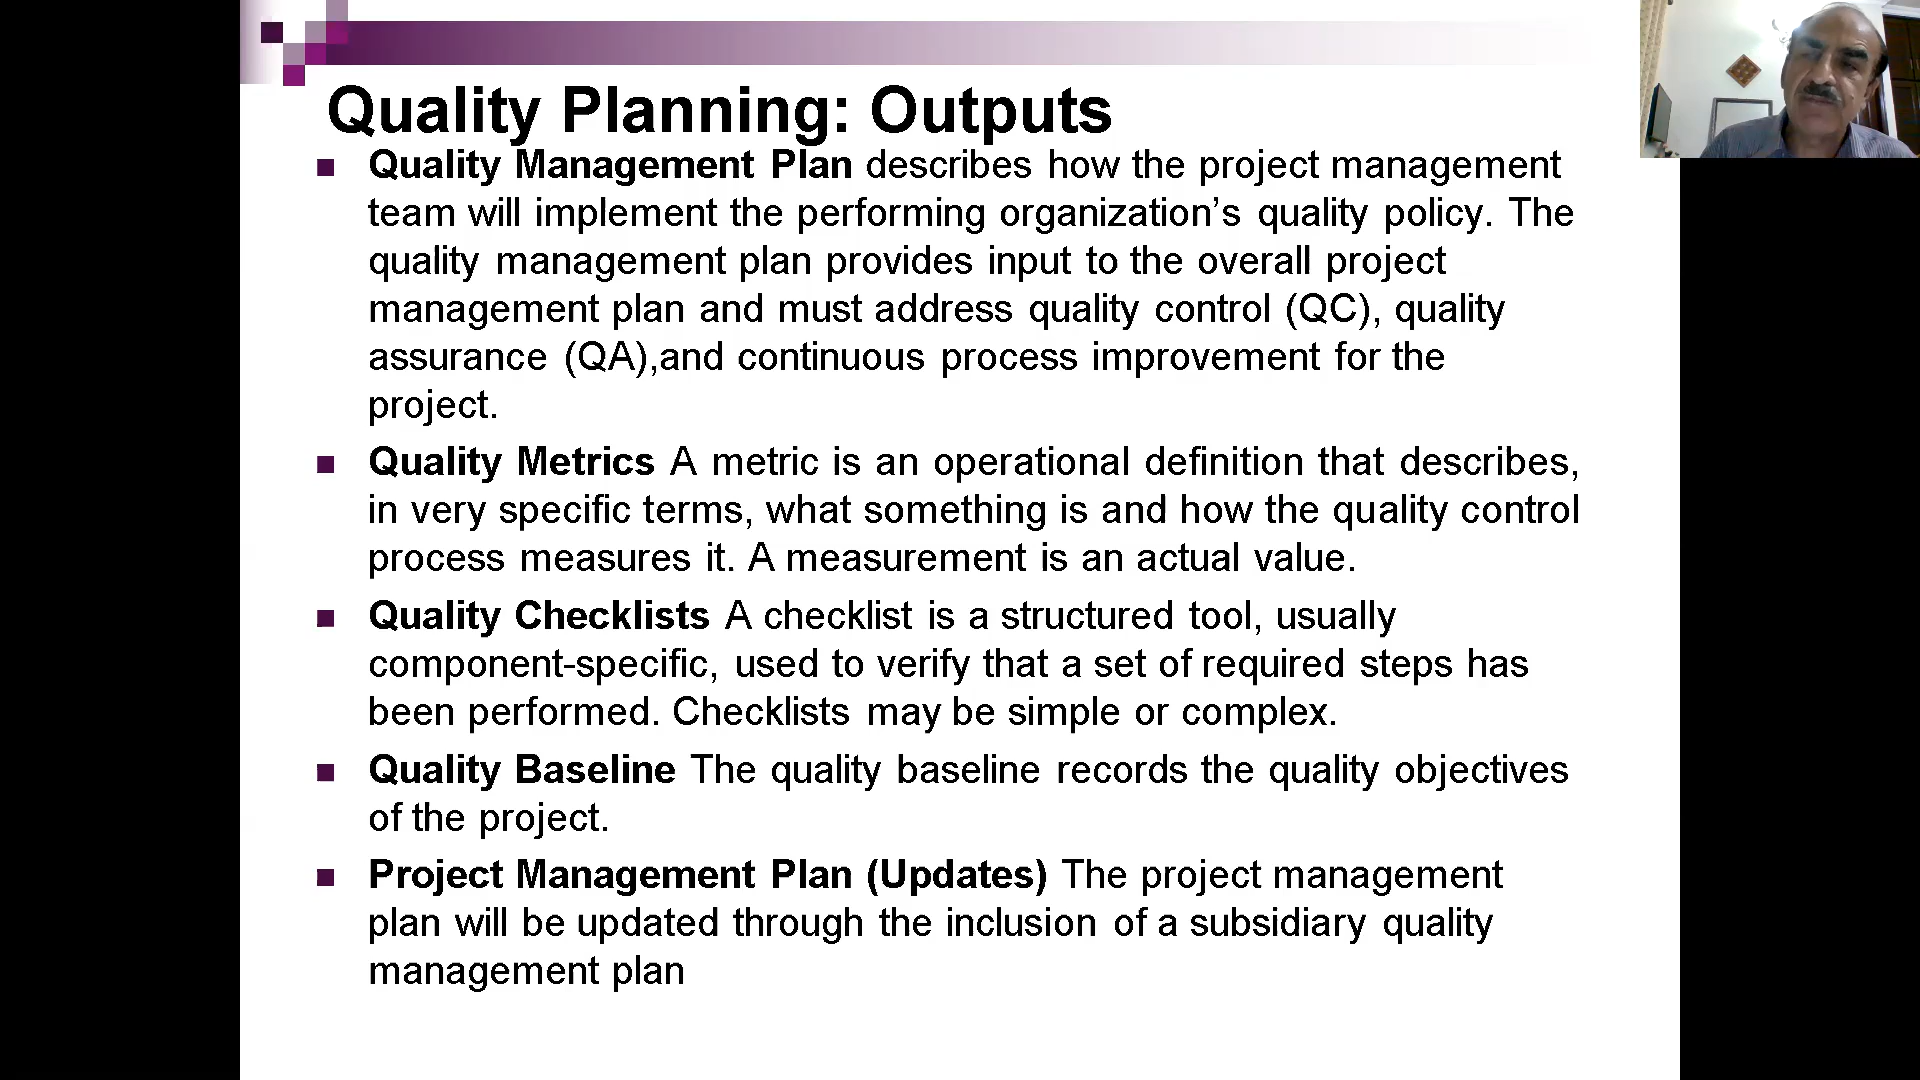 Quality Planning: Outputs
Quality Management Plan describes how the project management
team will implement the performing organization’s quality policy. The
quality management plan provides input to the overall project
management plan and must address quality control (QC), quality
assurance (QA),and continuous process improvement for the
project.
Quality Metrics A metric is an operational definition that describes,
in very specific terms, what something is and how the quality control
process measures it. A measurement is an actual value.
Quality Checklists A checklist is a structured tool, usually
component-specific, used to verify that a set of required steps has
been performed. Checklists may be simple or complex.
Quality Baseline The quality baseline records the quality objectives
of the project.
Project Management Plan (Updates) The project management
plan will be updated through the inclusion of a subsidiary quality
management plan